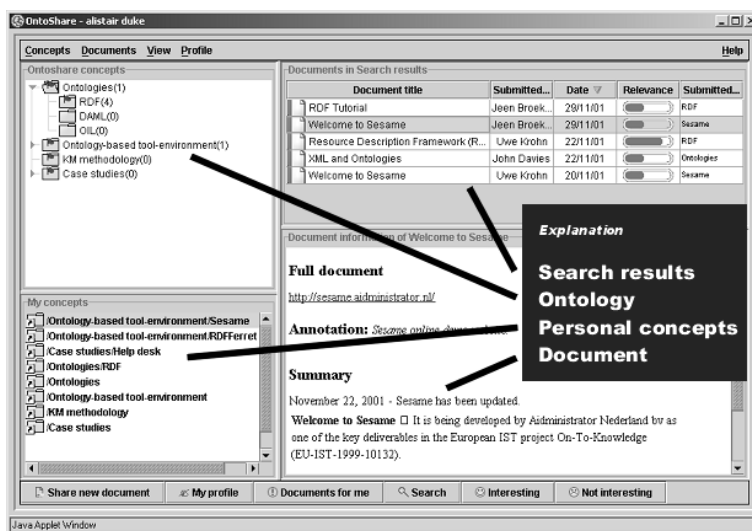 OntoShare - alistair duke
Concepts Documents View Profile Help
Ontoshare concepts
Ontologies(1)
RDF(4)
DAML(0)
OIL(0)
Ontology-based tool-environment(1)
KM methodology(0)
Case studies(0)
Documents in Search results
Document title Submitted... Date Relevance Submitted...
RDF Tutorial Jeen Broek... 29/11/01 RDF
Welcome to Sesame Jeen Broek... 29/11/01 Sesame
Resource Description Framework (R... Uwe Krohn 22/11/01 RDF
XML and Ontologies John Davies 22/11/01 Ontologies
Welcome to Sesame Uwe Krohn 20/11/01 Sesame
Document information of Welcome to Sesame
Full document
http://sesame.aidministrator.nl/
Annotation: Sesame online
Summary
November 22, 2001 - Sesame has been updated.
Welcome to Sesame □ It is being developed by Aidministrator Nederland bv as
one of the key deliverables in the European IST project On-To-Knowledge
(EU-IST-1999-10132).
Explanation
Search results
Ontology
Personal concepts
Document
My concepts
/Ontology-based tool-environment/Sesame
/Ontology-based tool-environment/RDFFerret
/Case studies/Help desk
/Ontologies/RDF
/Ontologies
/Ontology-based tool-environment
/KM methodology
/Case studies
Share new document My profile Documents for me Search Interesting Not interesting
Java Applet Window